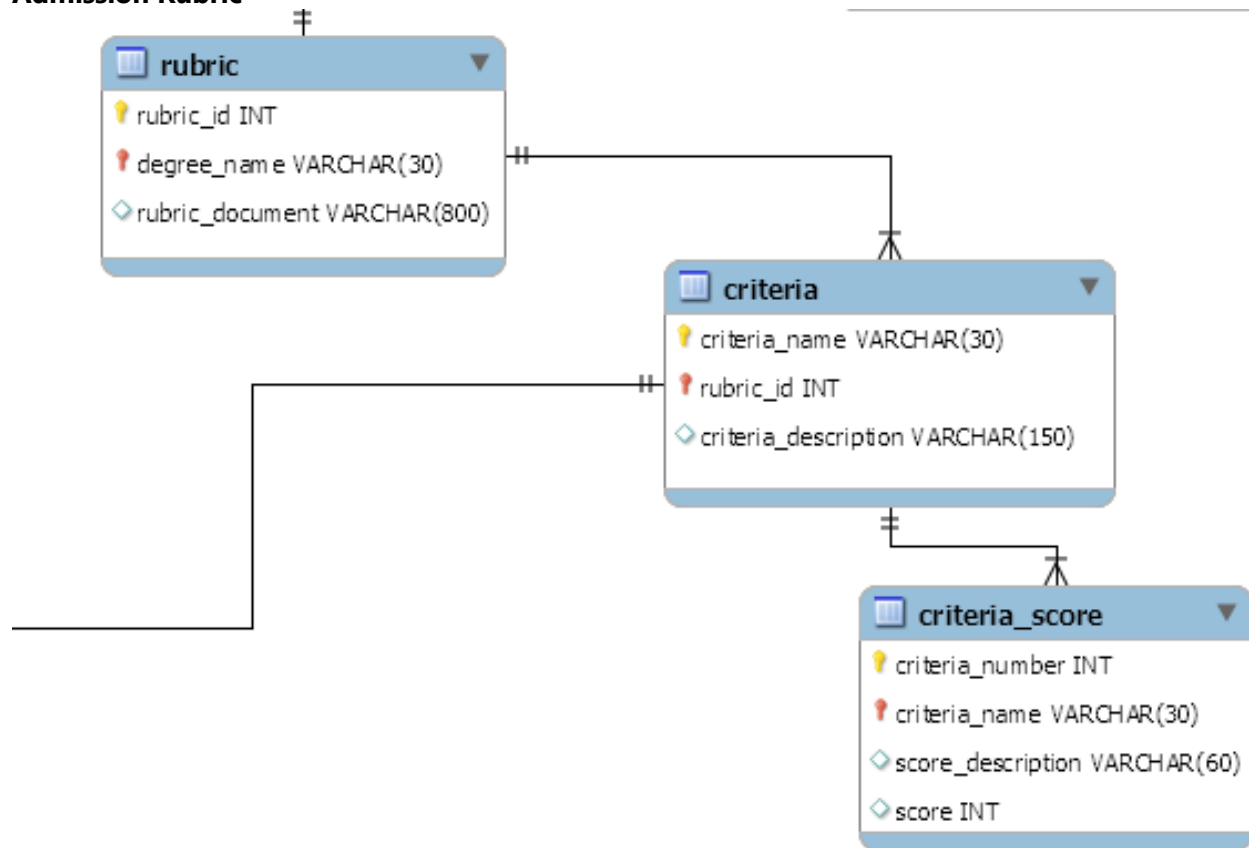 Admission Rubric
rubric
rubric_id INT
degree_name VARCHAR(30)
rubric_document VARCHAR(800)
criteria
criteria_name VARCHAR(30)
rubric_id INT
criteria_description VARCHAR(150)
criteria_score
criteria_number INT
criteria_name VARCHAR(30)
score_description VARCHAR(60)
score INT